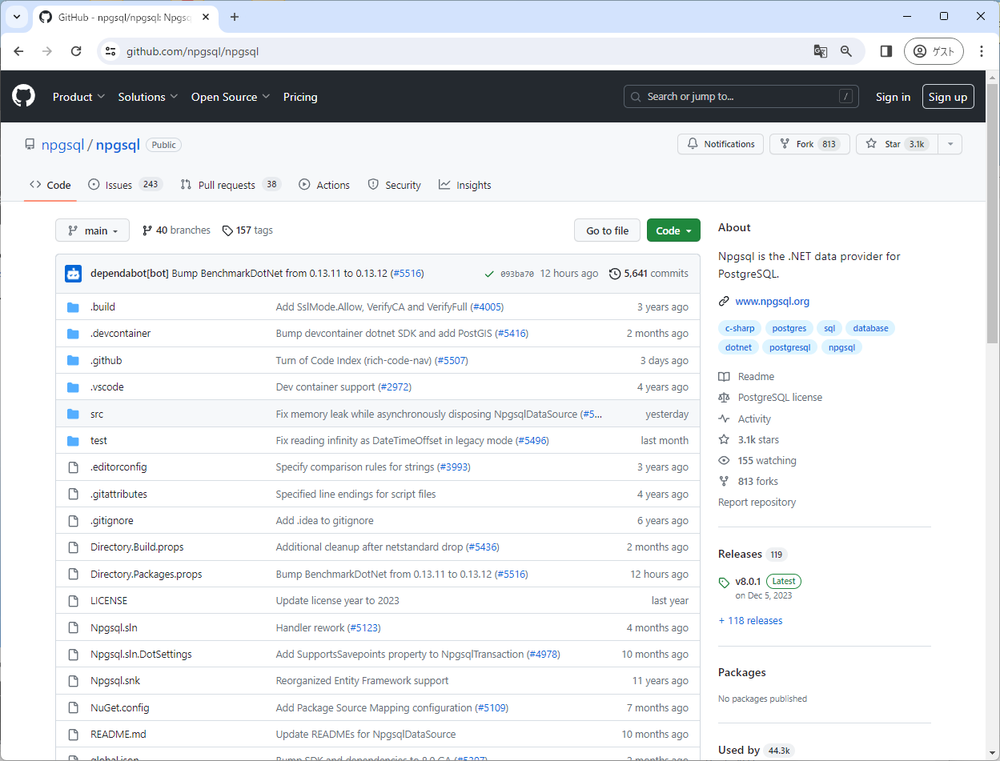 GitHub - npgsql/npgsql: Npgsq
github.com/npgsql/npgsql
ゲスト
Product Solutions Open Source Pricing
Search or jump to... /
Sign in
Sign up
npgsql / npgsql Public
Notifications
Fork 813
Star 3.1k
Code
Issues 243
Pull requests 38
Actions
Security
Insights
main
40 branches
157 tags
Go to file
Code
dependabot[bot] Bump BenchmarkDotNet from 0.13.11 to 0.13.12 (#5516) 093ba70 12 hours ago 5,641 commits
.build Add SslMode.Allow, VerifyCA and VerifyFull (#4005) 3 years ago
.devcontainer Bump devcontainer dotnet SDK and add PostGIS (#5416) 2 months ago
.github Turn of Code Index (rich-code-nav) (#5507) 3 days ago
.vscode Dev container support (#2972) 4 years ago
src Fix memory leak while asynchronously disposing NpgsqlDataSource (#5... yesterday
test Fix reading infinity as DateTimeOffset in legacy mode (#5496) last month
.editorconfig Specify comparison rules for strings (#3993) 3 years ago
.gitattributes Specified line endings for script files 4 years ago
.gitignore Add .idea to gitignore 6 years ago
Directory.Build.props Additional cleanup after netstandard drop (#5436) 2 months ago
Directory.Packages.props Bump BenchmarkDotNet from 0.13.11 to 0.13.12 (#5516) 12 hours ago
LICENSE Update license year to 2023 last year
Npgsql.sln Handler rework (#5123) 4 months ago
Npgsql.sln.DotSettings Add SupportsSavepoints property to NpgsqlTransaction (#4978) 10 months ago
Npgsql.snk Reorganized Entity Framework support 11 years ago
NuGet.config Add Package Source Mapping configuration (#5109) 7 months ago
README.md Update READMEs for NpgsqlDataSource 10 months ago
global.json Bump SDK and dependencies to 8.0 GA (#5397)
About
Npgsql is the .NET data provider for
PostgreSQL.
www.npgsql.org
c-sharp postgres sql database
dotnet postgresql npgsql
Readme
PostgreSQL license
Activity
3.1k stars
155 watching
813 forks
Report repository
Releases 119
v8.0.1 Latest
on Dec 5, 2023
+ 118 releases
Packages
No packages published
Used by 44.3k